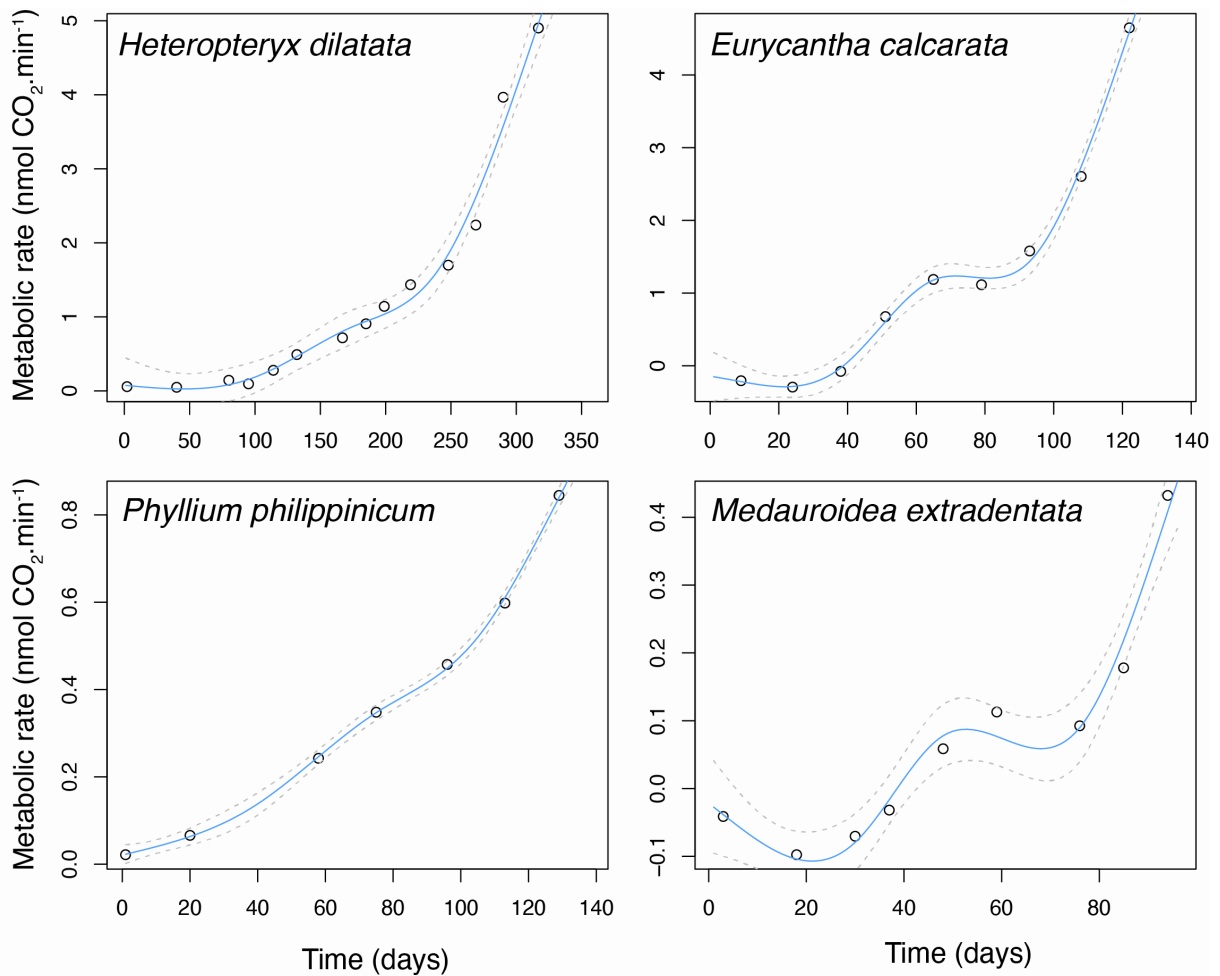 Heteropteryx dilatata
Metabolic rate (nmol CO₂.min⁻¹)
5
4
3
2
1
0
0 50 100 150 200 250 300 350
Eurycantha calcarata
4
3
2
1
0
0 20 40 60 80 100 120 140
Phyllium philippinicum
Metabolic rate (nmol CO₂.min⁻¹)
0.8
0.6
0.4
0.2
0.0
0 20 40 60 80 100 120 140
Time (days)
Medauroidea extradentata
0.4
0.3
0.2
0.1
0.0
−0.1
0 20 40 60 80
Time (days)